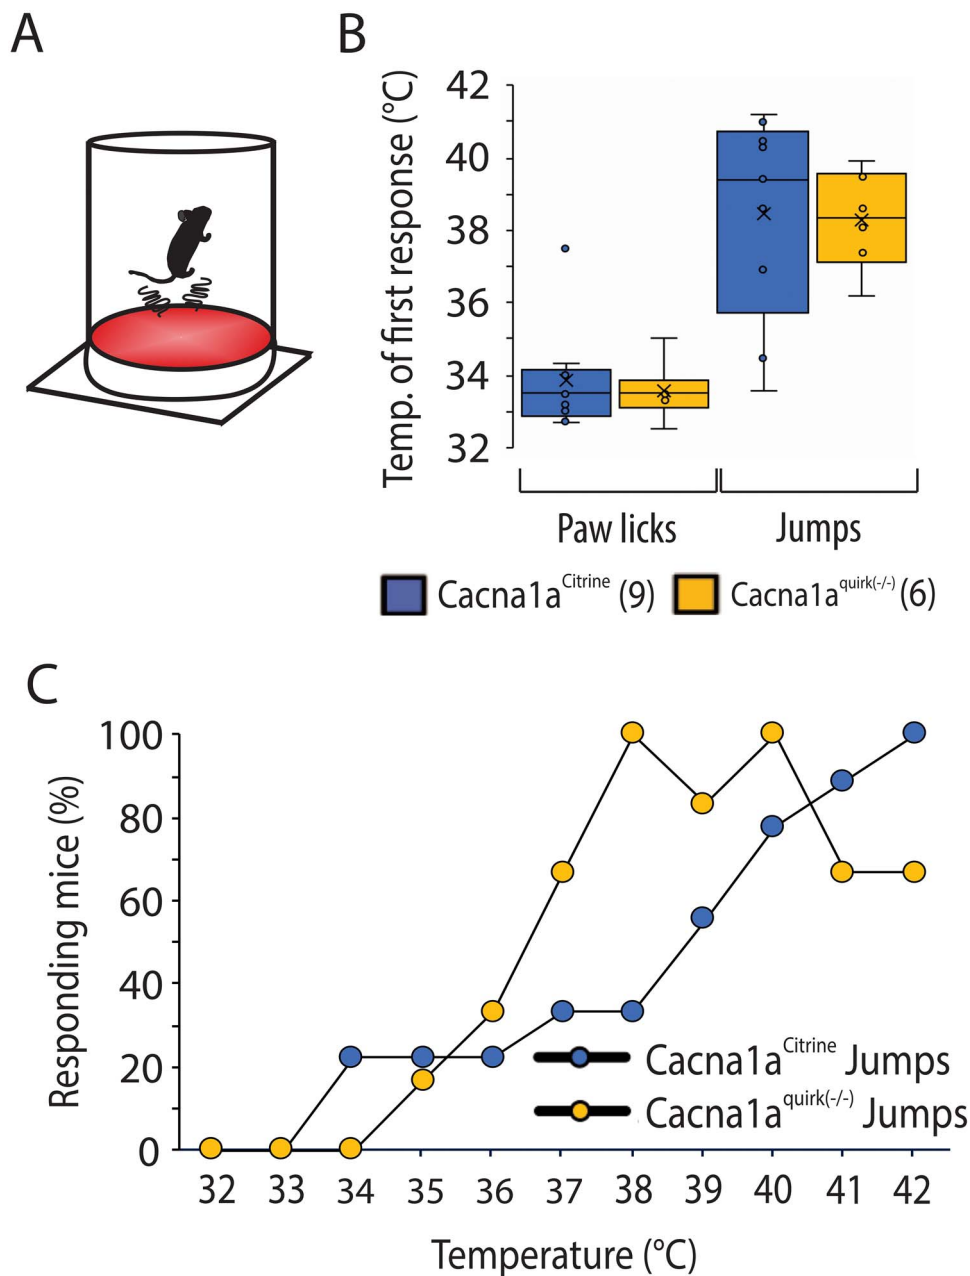 A
B
Temp. of first response (°C)
42
40
38
36
34
32
Paw licks
Jumps
Cacna1a^Citrine (9)
Cacna1a^quirk(-/-) (6)
C
Responding mice (%)
100
80
60
40
20
0
Cacna1a^Citrine Jumps
Cacna1a^quirk(-/-) Jumps
32 33 34 35 36 37 38 39 40 41 42
Temperature (°C)